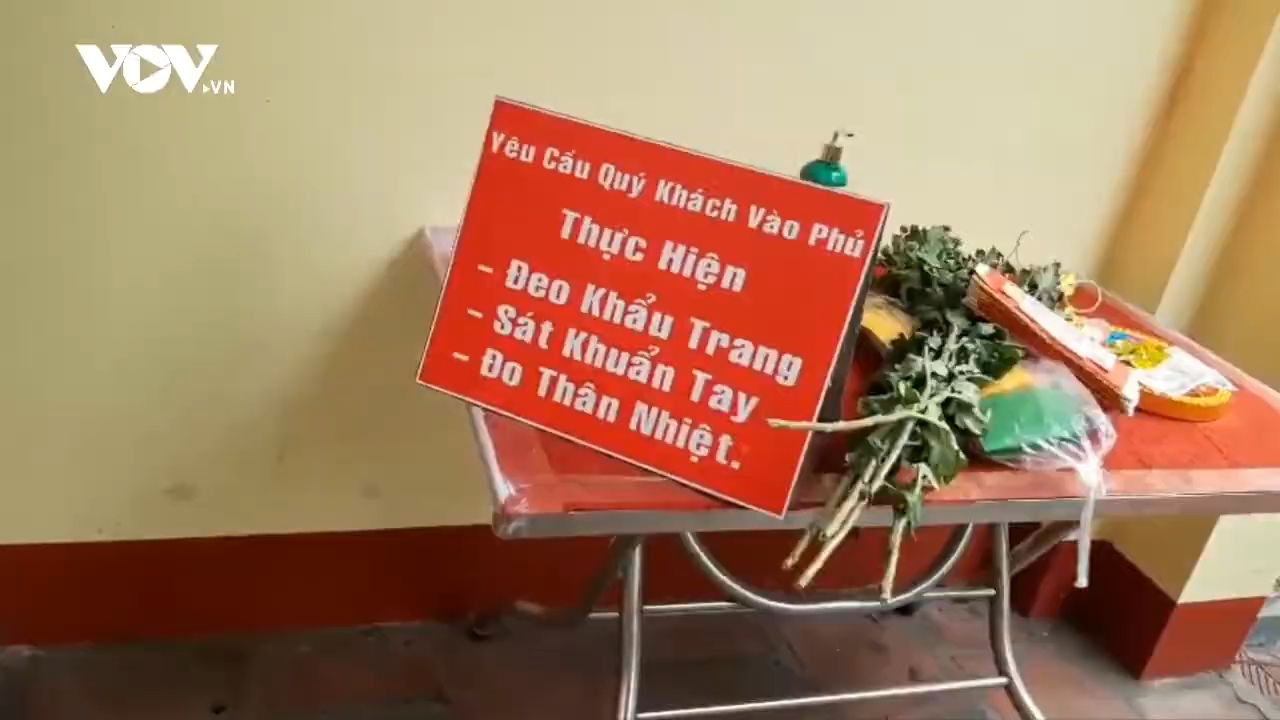 VOV.VN
Yêu Cầu Quý Khách Vào Phủ
Thực Hiện
- Đeo Khẩu Trang
- Sát Khuẩn Tay
- Đo Thân Nhiệt.